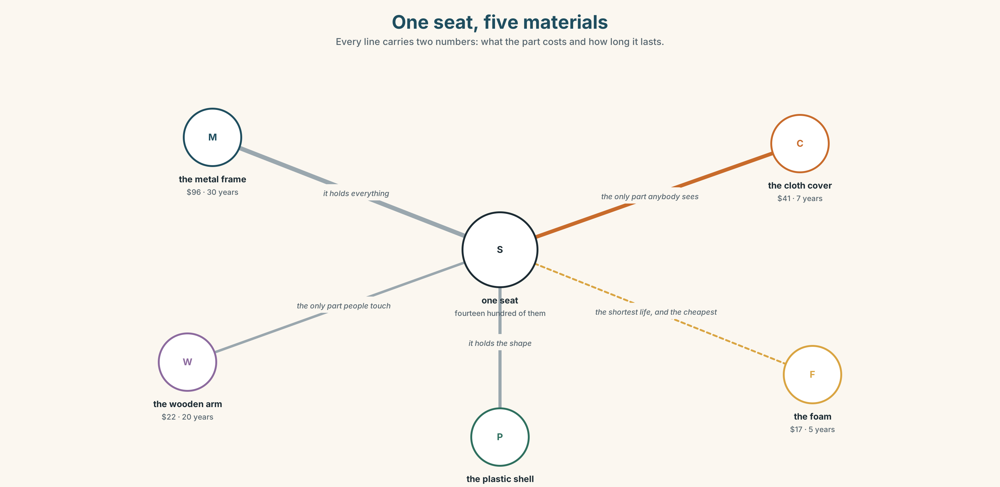 One seat, five materials
Every line carries two numbers: what the part costs and how long it lasts.
M
the metal frame
$96 · 30 years
it holds everything
C
the cloth cover
$41 · 7 years
the only part anybody sees
S
one seat
fourteen hundred of them
the only part people touch
the shortest life, and the cheapest
it holds the shape
W
the wooden arm
$22 · 20 years
F
the foam
$17 · 5 years
P
the plastic shell